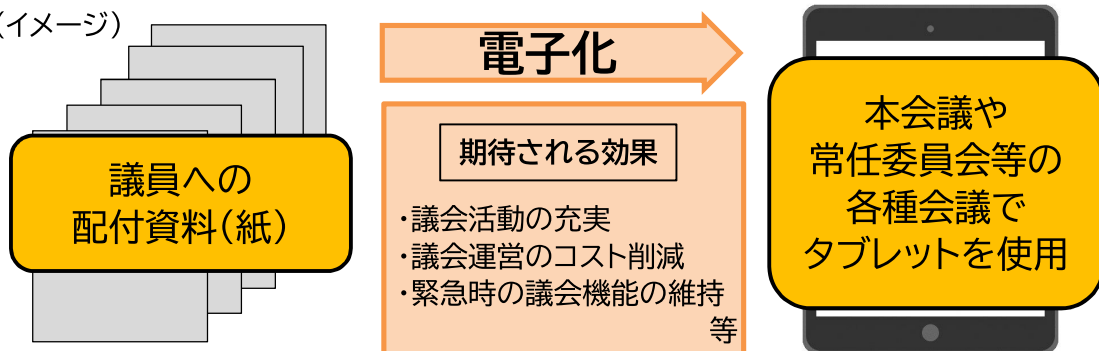 (イメージ)
議員への
配付資料(紙)
電子化
期待される効果
・議会活動の充実
・議会運営のコスト削減
・緊急時の議会機能の維持
等
本会議や
常任委員会等の
各種会議で
タブレットを使用